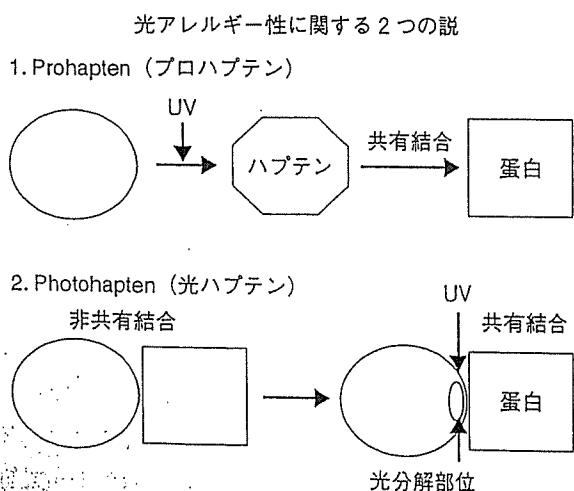 光アレルギー性に関する2つの説
1. Prohapten（プロハプテン）
UV
ハプテン
共有結合
蛋白
2. Photohapten（光ハプテン）
非共有結合
UV
共有結合
蛋白
光分解部位